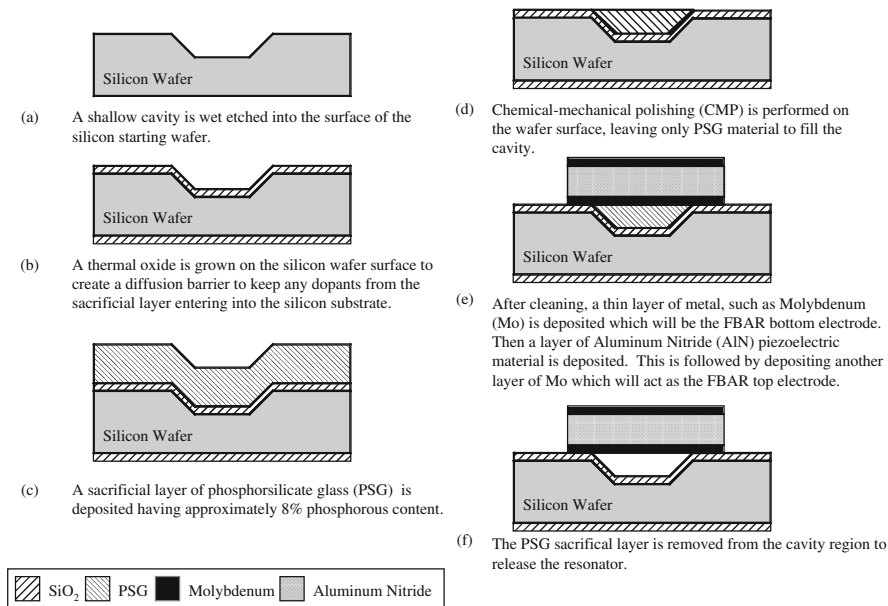 Silicon Wafer
(a) A shallow cavity is wet etched into the surface of the
silicon starting wafer.
Silicon Wafer
(b) A thermal oxide is grown on the silicon wafer surface to
create a diffusion barrier to keep any dopants from the
sacrificial layer entering into the silicon substrate.
Silicon Wafer
(c) A sacrificial layer of phosphorsilicate glass (PSG) is
deposited having approximately 8% phosphorous content.
Silicon Wafer
(d) Chemical-mechanical polishing (CMP) is performed on
the wafer surface, leaving only PSG material to fill the
cavity.
Silicon Wafer
(e) After cleaning, a thin layer of metal, such as Molybdenum
(Mo) is deposited which will be the FBAR bottom electrode.
Then a layer of Aluminum Nitride (AlN) piezoelectric
material is deposited. This is followed by depositing another
layer of Mo which will act as the FBAR top electrode.
Silicon Wafer
(f) The PSG sacrifical layer is removed from the cavity region to
release the resonator.
SiO₂ PSG Molybdenum Aluminum Nitride